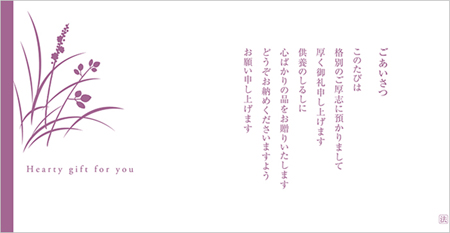 ごあいさつ
このたびは
格別のご厚志に預かりまして
厚く御礼申し上げます
供養のしるしに
心ばかりの品をお贈りいたします
どうぞお納めくださいますよう
お願い申し上げます
Hearty gift for you
法